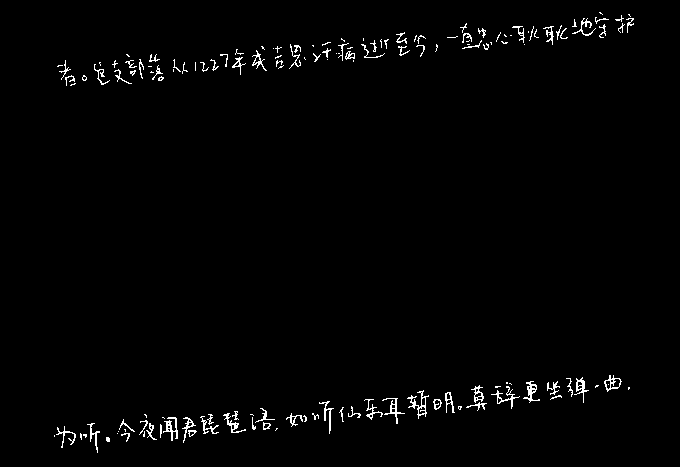 者。这支部落从1227年成吉思汗病逝至今，一直忠心耿耿地守护
为听。今夜闻君琵琶语，如听仙乐耳暂明。莫辞更坐弹一曲，